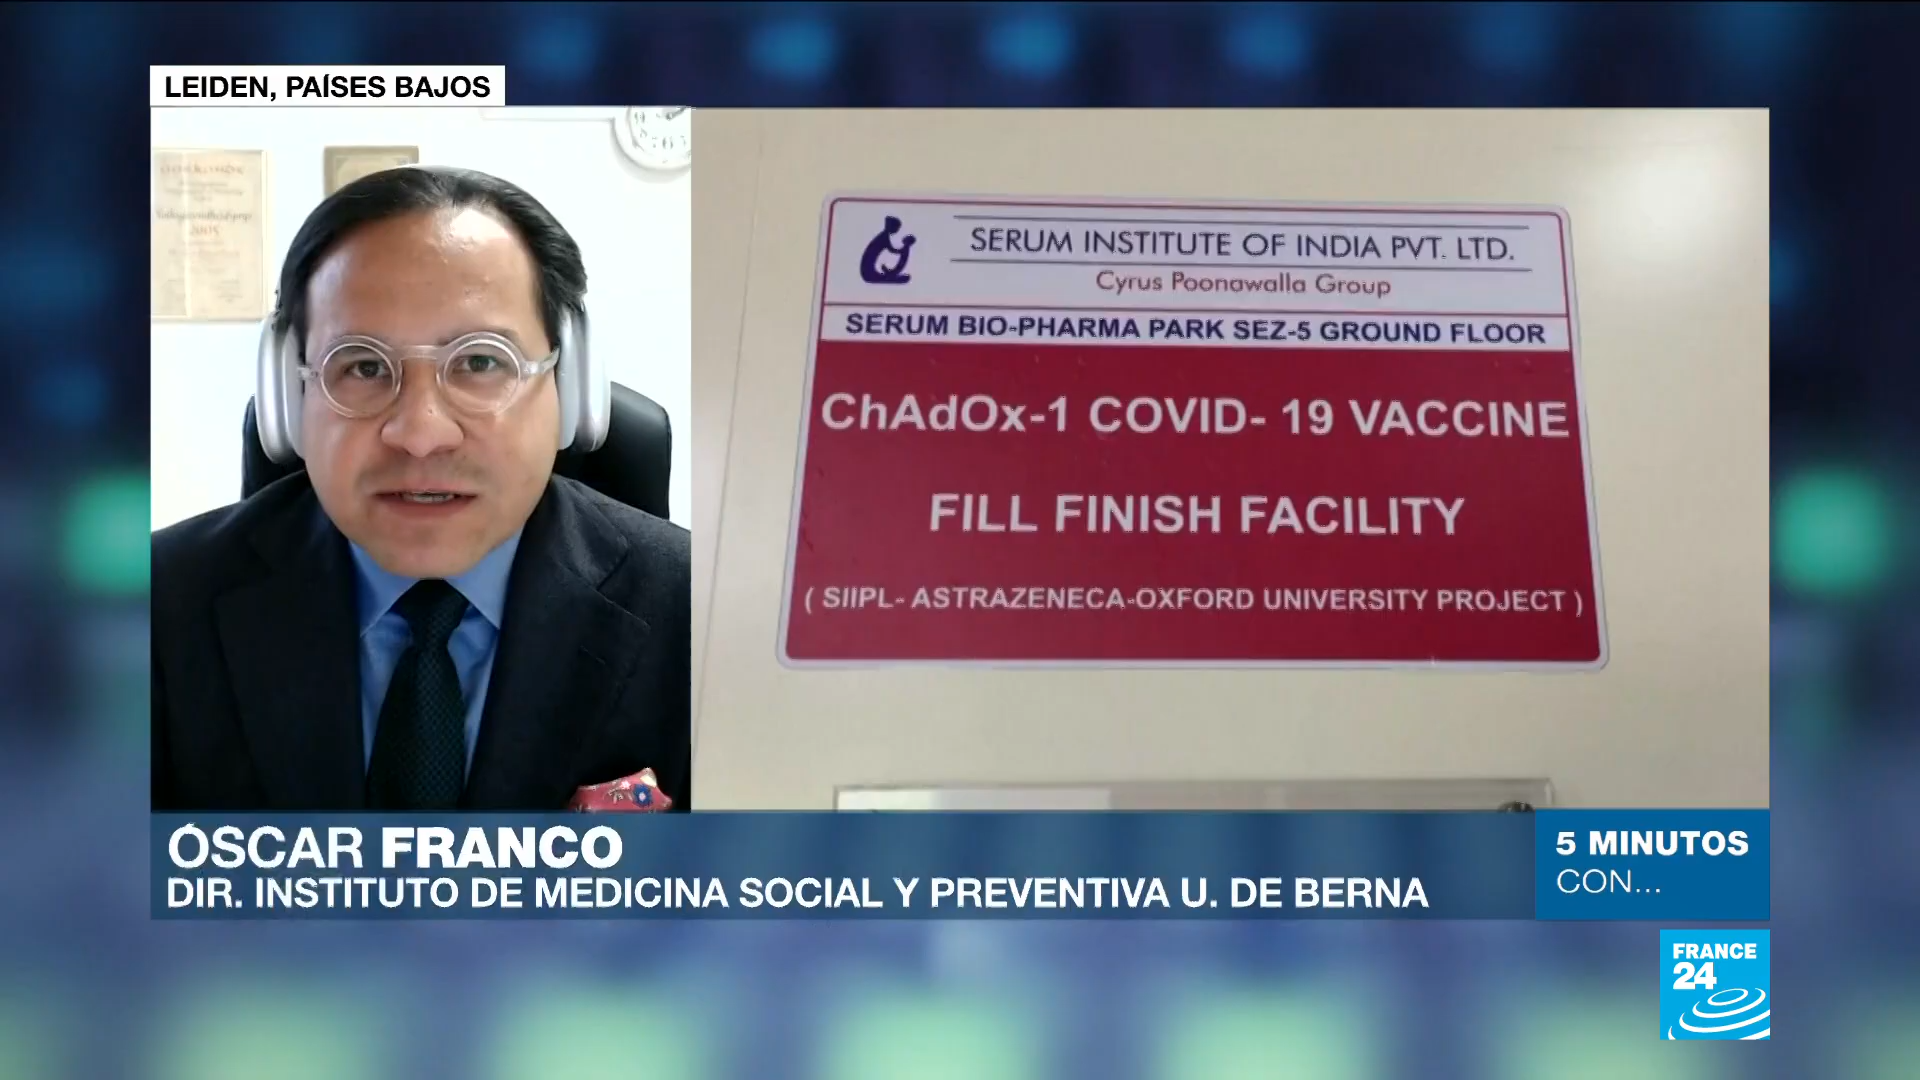 LEIDEN, PAÍSES BAJOS
2005
SERUM INSTITUTE OF INDIA PVT. LTD.
Cyrus Poonawalla Group
SERUM BIO-PHARMA PARK SEZ-5 GROUND FLOOR
ChAdOx-1 COVID- 19 VACCINE
FILL FINISH FACILITY
( SIIPL- ASTRAZENECA-OXFORD UNIVERSITY PROJECT )
ÓSCAR FRANCO
DIR. INSTITUTO DE MEDICINA SOCIAL Y PREVENTIVA U. DE BERNA
5 MINUTOS
CON...
FRANCE
24